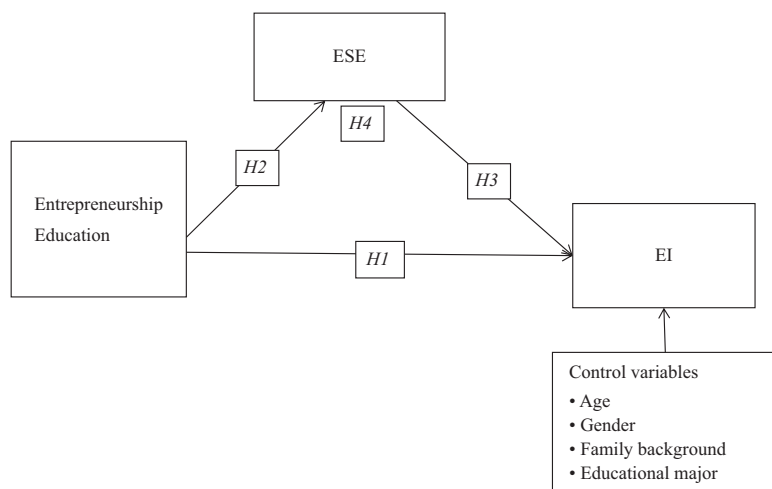 ESE
H4
H2
H3
Entrepreneurship
Education
H1
EI
Control variables
• Age
• Gender
• Family background
• Educational major